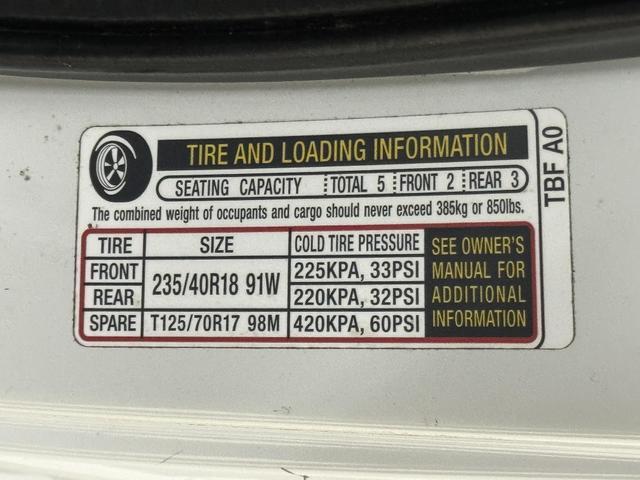 TIRE AND LOADING INFORMATION
SEATING CAPACITY TOTAL 5 FRONT 2 REAR 3
The combined weight of occupants and cargo should never exceed 385kg or 850lbs.
TIRE SIZE COLD TIRE PRESSURE
FRONT 235/40R18 91W 225KPA, 33PSI
REAR 220KPA, 32PSI
SPARE T125/70R17 98M 420KPA, 60PSI
SEE OWNER'S
MANUAL FOR
ADDITIONAL
INFORMATION
TBF A0